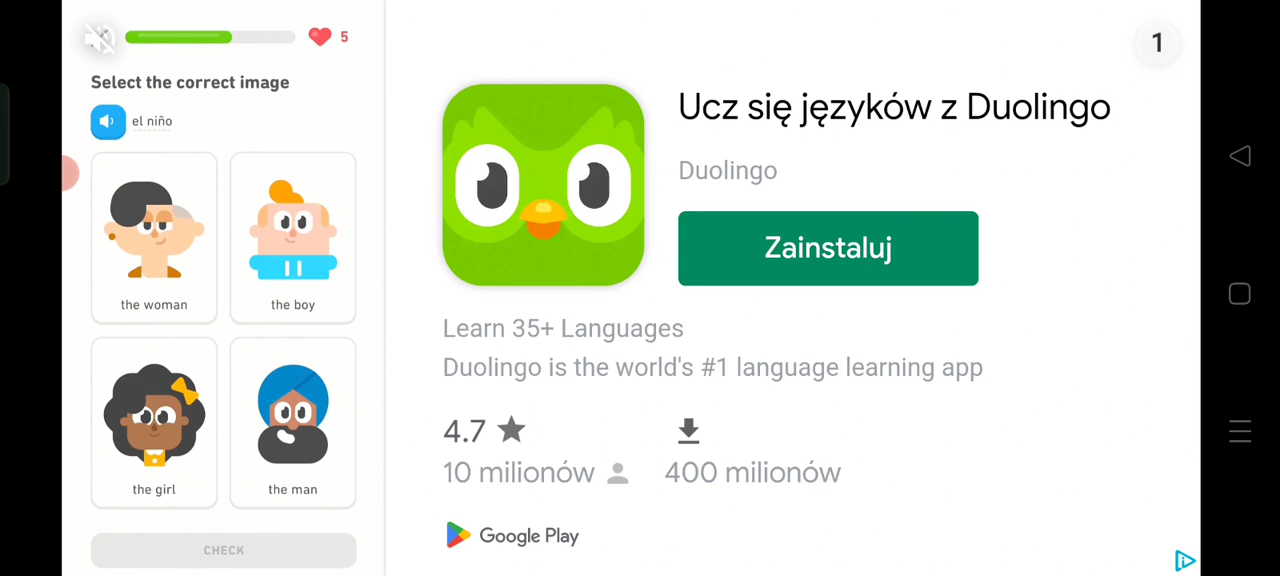 5
Select the correct image
el niño
the woman
the boy
the girl
the man
CHECK
1
Ucz się języków z Duolingo
Duolingo
Zainstaluj
Learn 35+ Languages
Duolingo is the world's #1 language learning app
4.7
10 milionów
400 milionów
Google Play